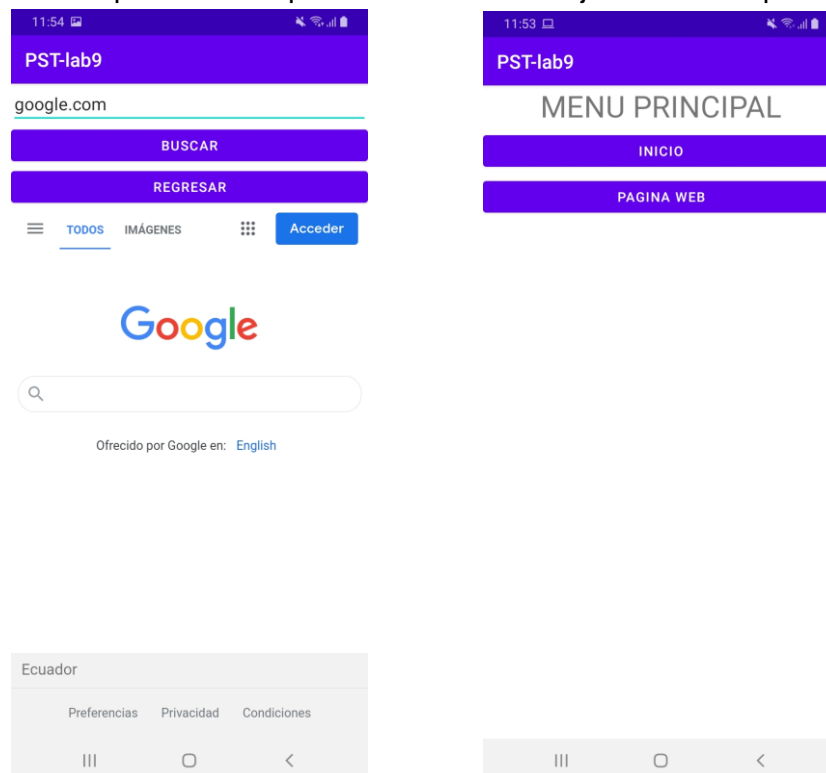 11:54
PST-lab9
google.com
BUSCAR
REGRESAR
TODOS IMÁGENES Acceder
Google
Ofrecido por Google en: English
Ecuador
Preferencias Privacidad Condiciones
11:53
PST-lab9
MENU PRINCIPAL
INICIO
PAGINA WEB